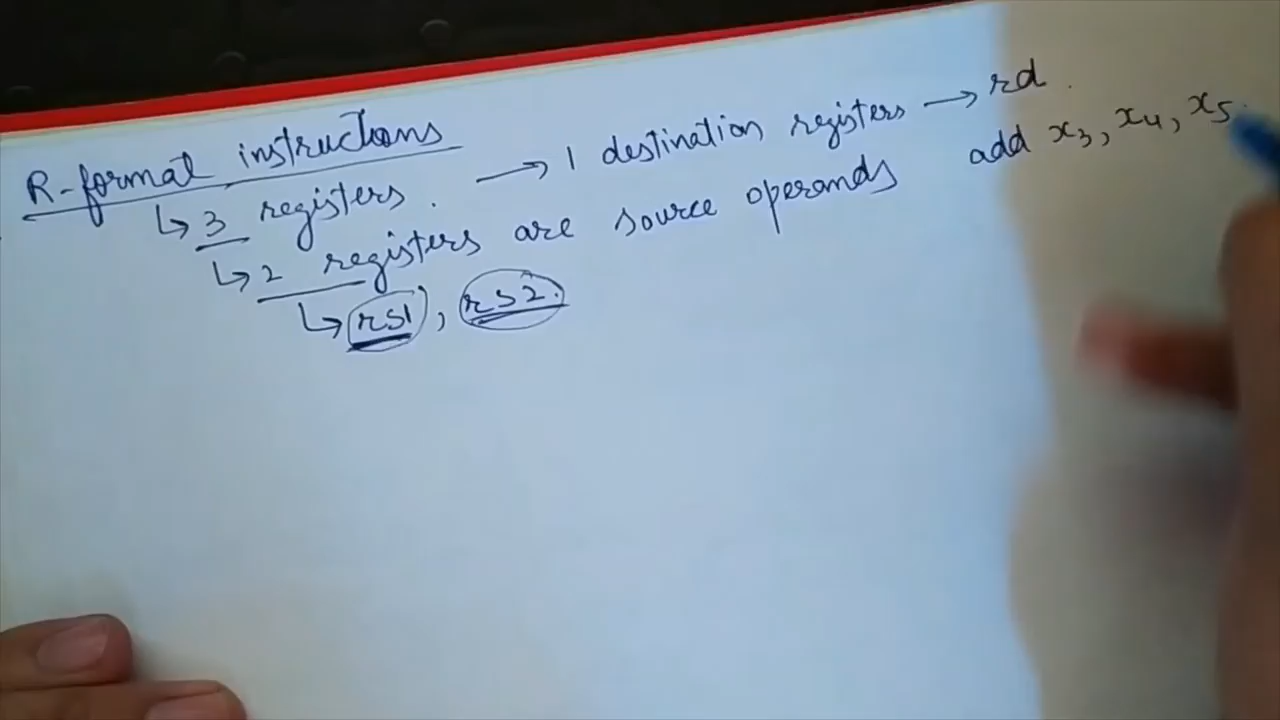 R-format instructions
↳ 3 registers. → 1 destination registers → rd.
↳ 2 registers are source operands add x3, x4, x5.
↳ rs1, rs2.